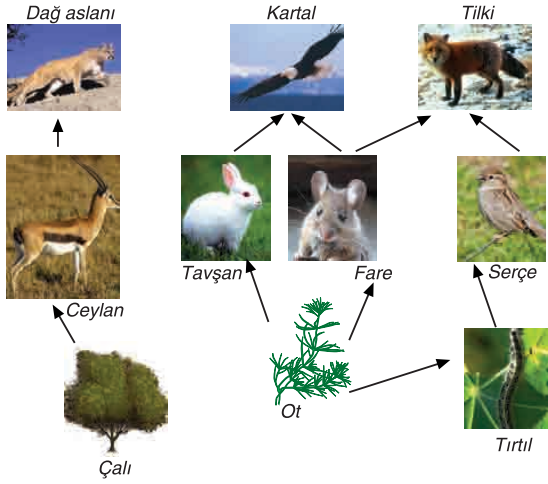 Dağ aslanı
Kartal
Tilki
Tavşan
Fare
Serçe
Ceylan
Ot
Tırtıl
Çalı